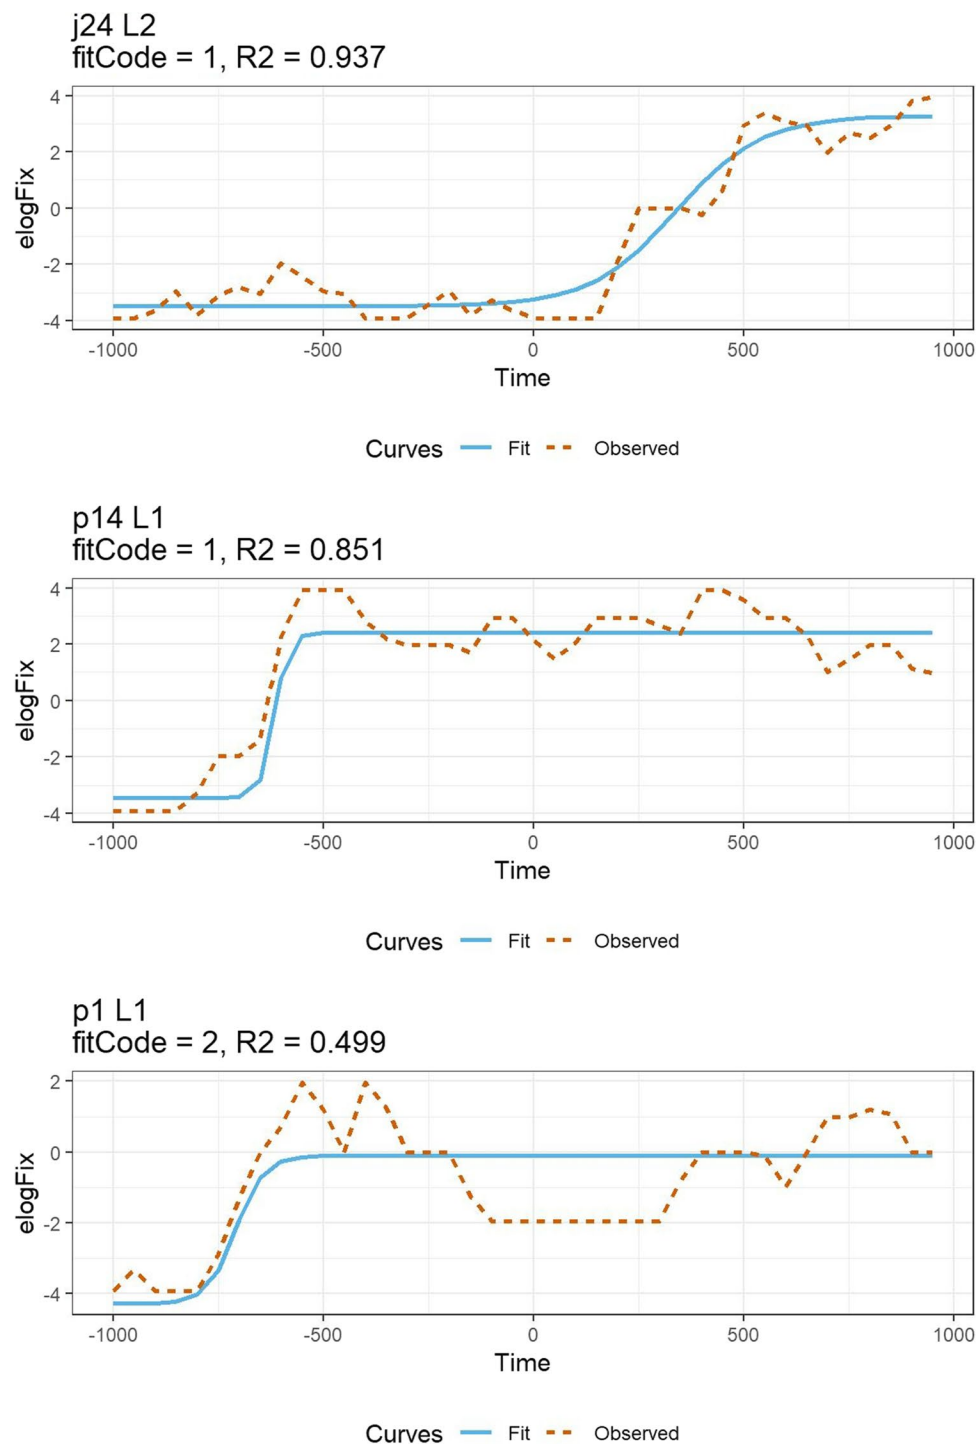 j24 L2
fitCode = 1, R2 = 0.937
4
2
0
-2
-4
elogFix
-1000 -500 0 500 1000
Time
Curves Fit Observed
p14 L1
fitCode = 1, R2 = 0.851
4
2
0
-2
-4
elogFix
-1000 -500 0 500 1000
Time
Curves Fit Observed
p1 L1
fitCode = 2, R2 = 0.499
2
0
-2
-4
elogFix
-1000 -500 0 500 1000
Time
Curves Fit Observed